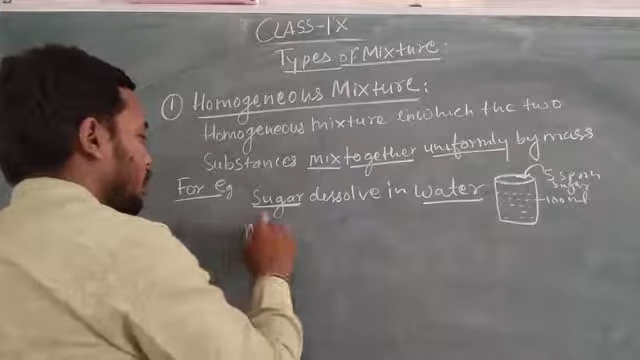 CLASS-IX
Types of Mixture:
① Homogeneous Mixture:
Homogeneous mixture in which the two
Substances mix together uniformly by mass
For eg Sugar dissolve in water
5 spoon
sugar
100 ml